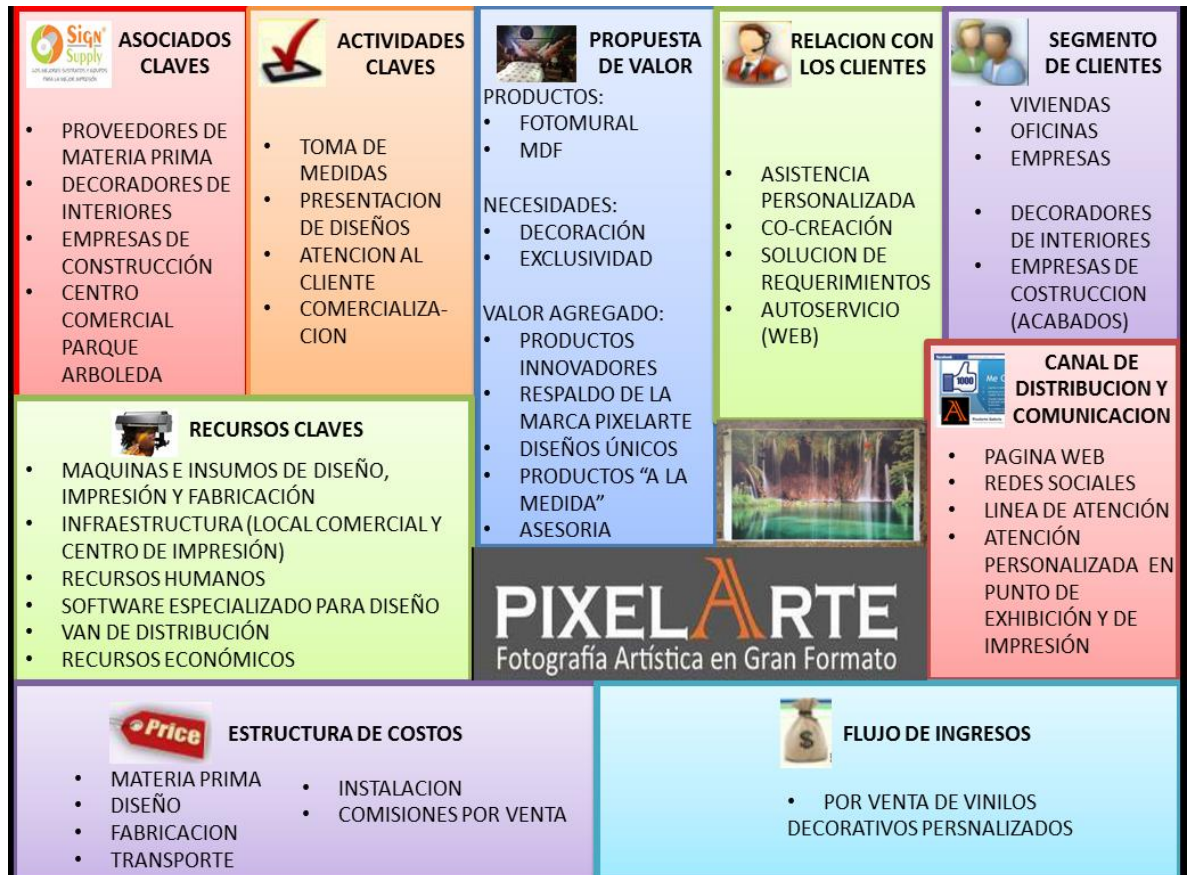 Sign
Supply
ASOCIADOS
CLAVES
• PROVEEDORES DE
MATERIA PRIMA
• DECORADORES DE
INTERIORES
• EMPRESAS DE
CONSTRUCCIÓN
• CENTRO
COMERCIAL
PARQUE
ARBOLEDA
ACTIVIDADES
CLAVES
• TOMA DE
MEDIDAS
• PRESENTACION
DE DISEÑOS
• ATENCION AL
CLIENTE
• COMERCIALIZA-
CION
PROPUESTA
DE VALOR
PRODUCTOS:
• FOTOMURAL
• MDF
NECESIDADES:
• DECORACIÓN
• EXCLUSIVIDAD
VALOR AGREGADO:
• PRODUCTOS
INNOVADORES
• RESPALDO DE LA
MARCA PIXELARTE
• DISEÑOS ÚNICOS
• PRODUCTOS “A LA
MEDIDA”
• ASESORIA
RELACION CON
LOS CLIENTES
• ASISTENCIA
PERSONALIZADA
• CO-CREACIÓN
• SOLUCION DE
REQUERIMIENTOS
• AUTOSERVICIO
(WEB)
SEGMENTO
DE CLIENTES
• VIVIENDAS
• OFICINAS
• EMPRESAS
• DECORADORES
DE INTERIORES
• EMPRESAS DE
COSTRUCCION
(ACABADOS)
1000
Me
A
CANAL DE
DISTRIBUCION Y
COMUNICACION
• PAGINA WEB
• REDES SOCIALES
• LINEA DE ATENCIÓN
• ATENCIÓN
PERSONALIZADA EN
PUNTO DE
EXHIBICIÓN Y DE
IMPRESIÓN
RECURSOS CLAVES
• MAQUINAS E INSUMOS DE DISEÑO,
IMPRESIÓN Y FABRICACIÓN
• INFRAESTRUCTURA (LOCAL COMERCIAL Y
CENTRO DE IMPRESIÓN)
• RECURSOS HUMANOS
• SOFTWARE ESPECIALIZADO PARA DISEÑO
• VAN DE DISTRIBUCIÓN
• RECURSOS ECONÓMICOS
PIXELARTE
Fotografía Artística en Gran Formato
Price
ESTRUCTURA DE COSTOS
• MATERIA PRIMA
• DISEÑO
• FABRICACION
• TRANSPORTE
• INSTALACION
• COMISIONES POR VENTA
$
FLUJO DE INGRESOS
• POR VENTA DE VINILOS
DECORATIVOS PERSNALIZADOS